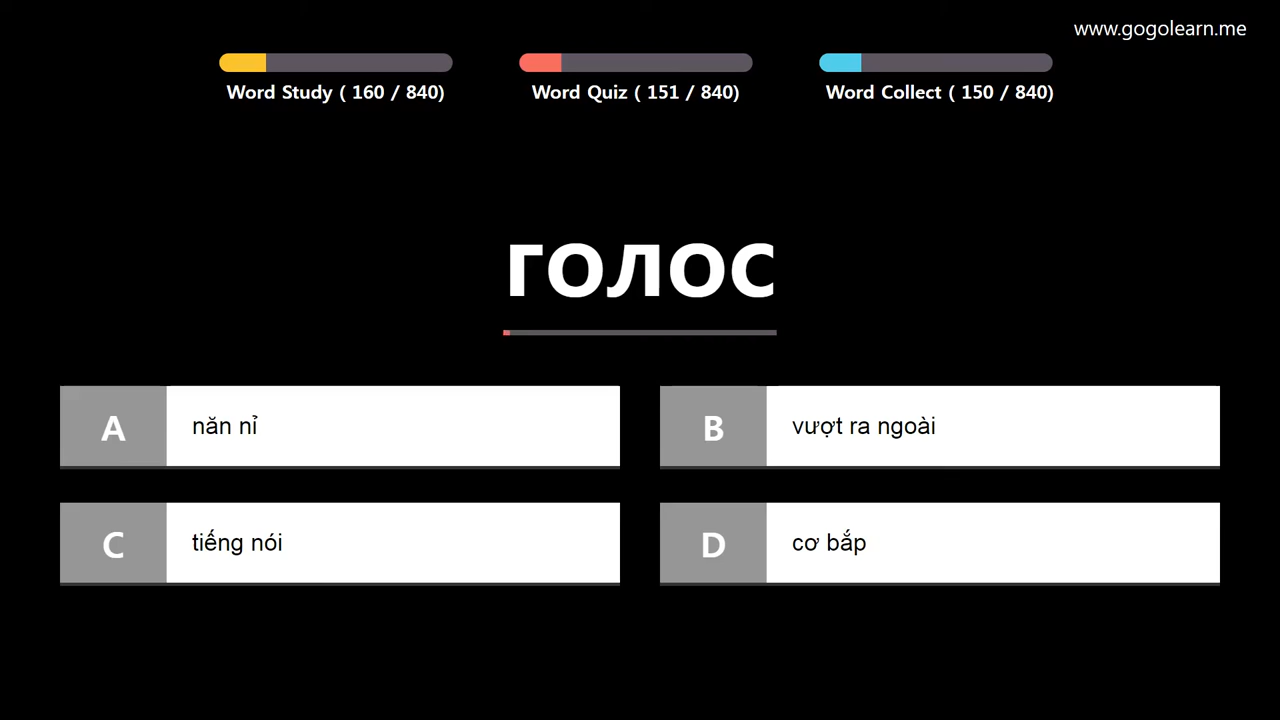 www.gogolearn.me
Word Study ( 160 / 840)
Word Quiz ( 151 / 840)
Word Collect ( 150 / 840)
голос
A
năn nỉ
B
vượt ra ngoài
C
tiếng nói
D
cơ bắp